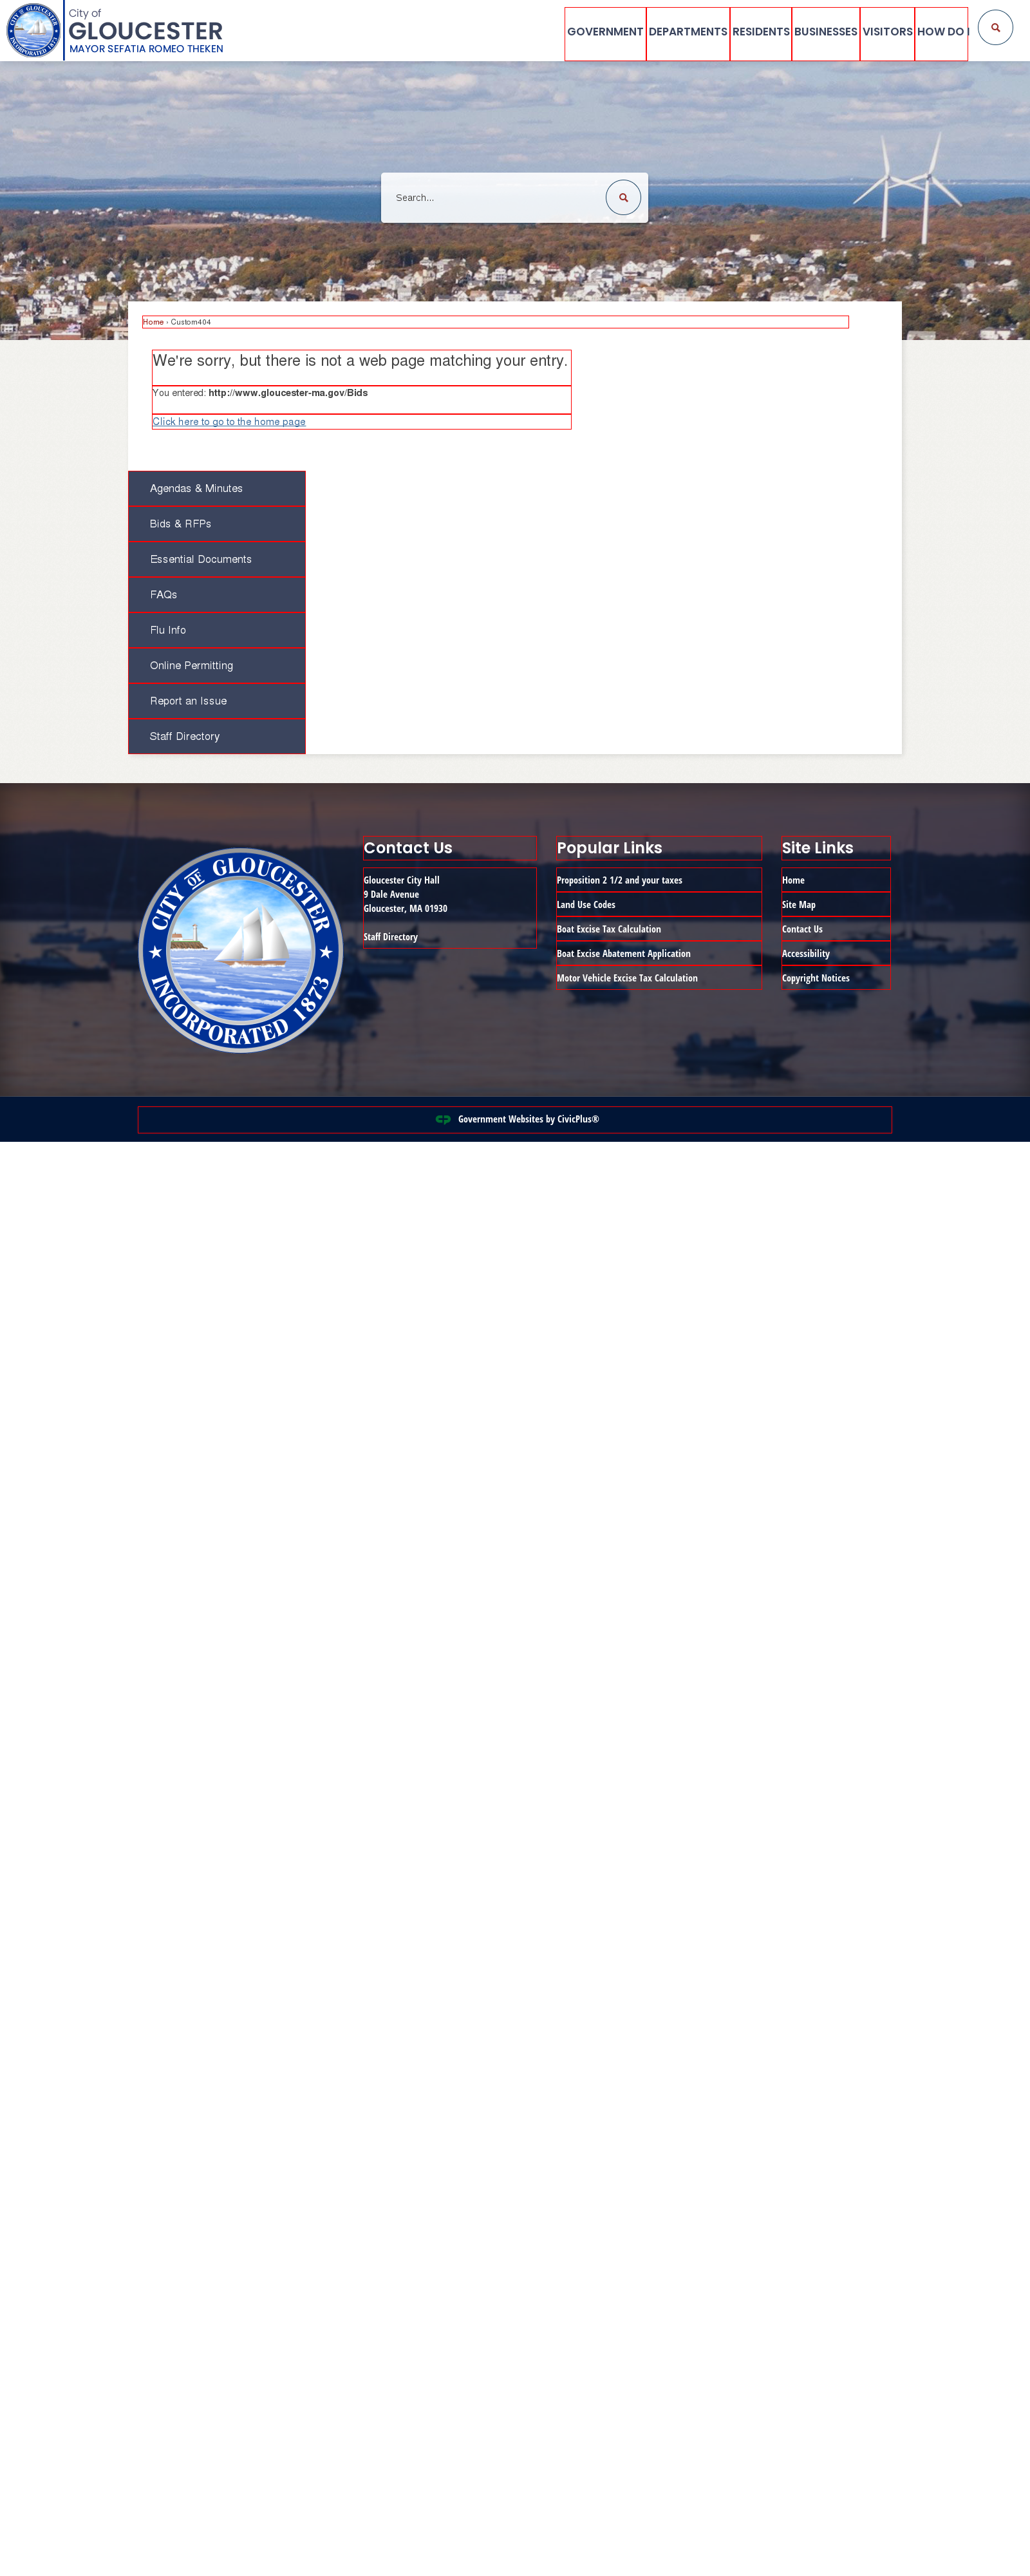 City of
GLOUCESTER
MAYOR SEFATIA ROMEO THEKEN
GOVERNMENT DEPARTMENTS RESIDENTS BUSINESSES VISITORS HOW DO I
CITY OF GLOUCESTER
INCORPORATED 1873
Search...
Home › Custom404
We're sorry, but there is not a web page matching your entry.
You entered: http://www.gloucester-ma.gov/Bids
Click here to go to the home page
Agendas & Minutes
Bids & RFPs
Essential Documents
FAQs
Flu Info
Online Permitting
Report an Issue
Staff Directory
CITY OF GLOUCESTER
INCORPORATED 1873
Contact Us
Gloucester City Hall
9 Dale Avenue
Gloucester, MA 01930
Staff Directory
Popular Links
Proposition 2 1/2 and your taxes
Land Use Codes
Boat Excise Tax Calculation
Boat Excise Abatement Application
Motor Vehicle Excise Tax Calculation
Site Links
Home
Site Map
Contact Us
Accessibility
Copyright Notices
Government Websites by CivicPlus®